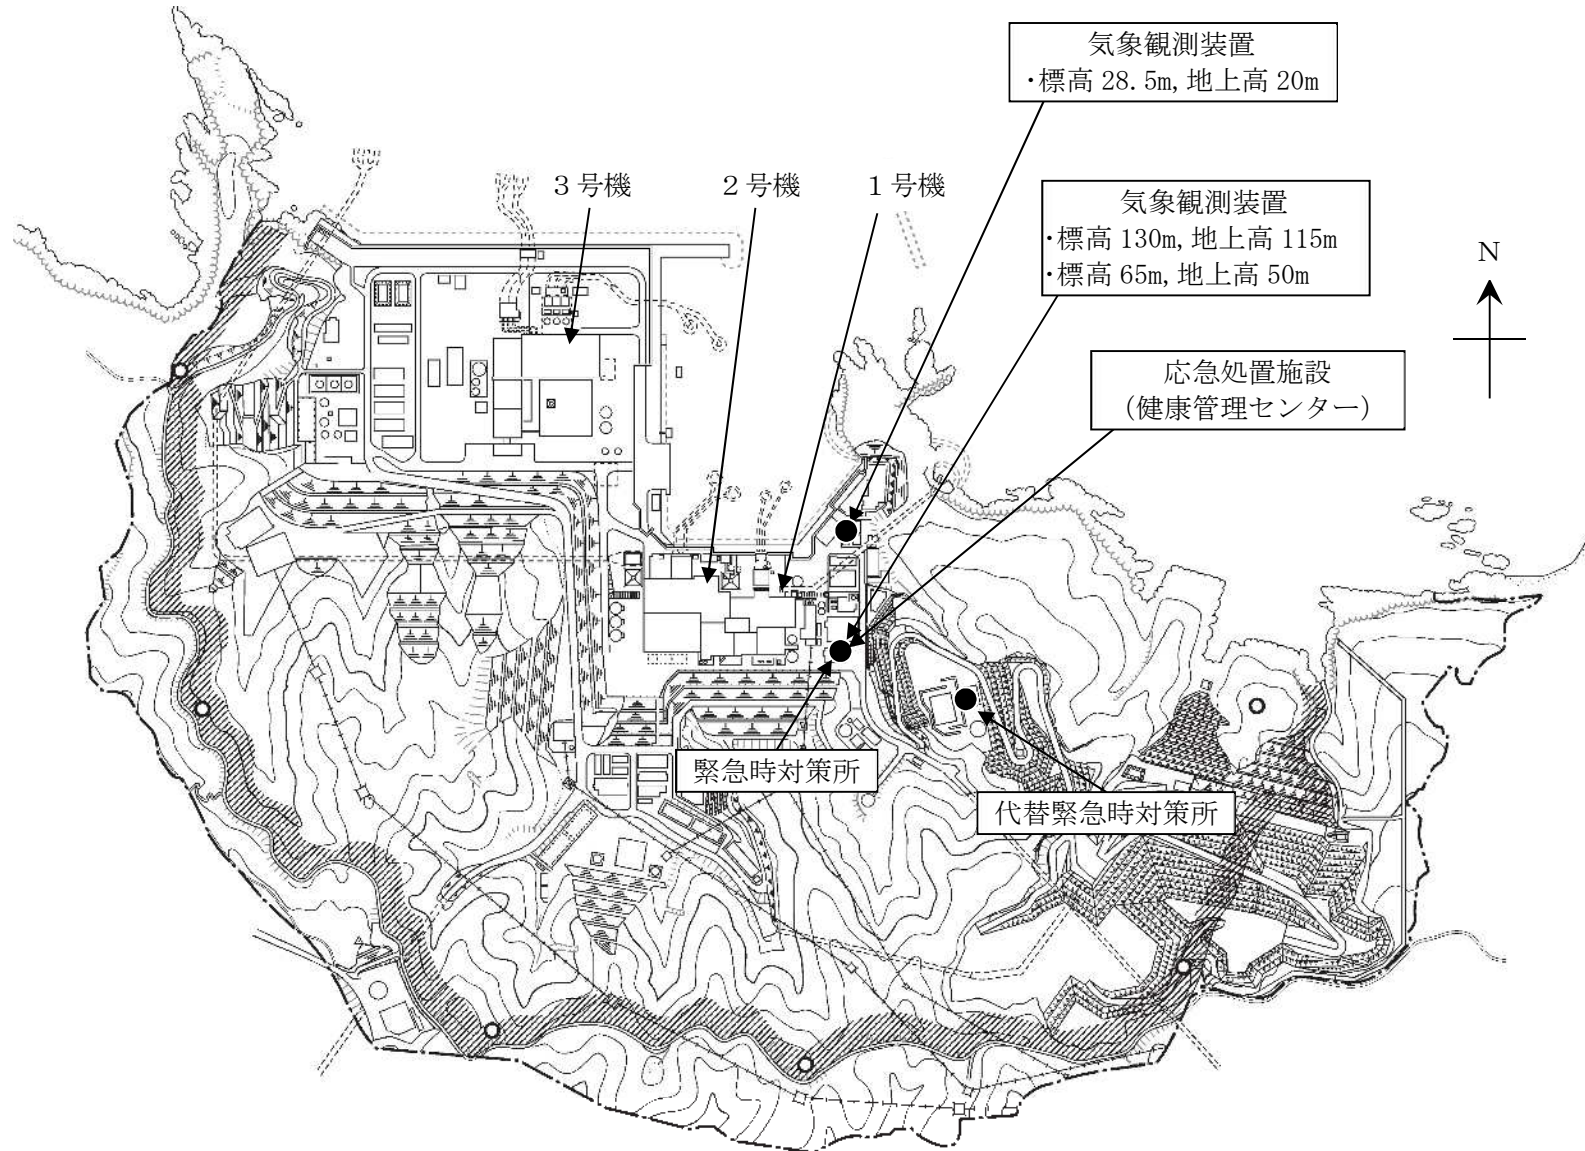 気象観測装置
・標高 28.5m, 地上高 20m
3号機
2号機
1号機
気象観測装置
・標高 130m, 地上高 115m
・標高 65m, 地上高 50m
N
応急処置施設
(健康管理センター)
緊急時対策所
代替緊急時対策所